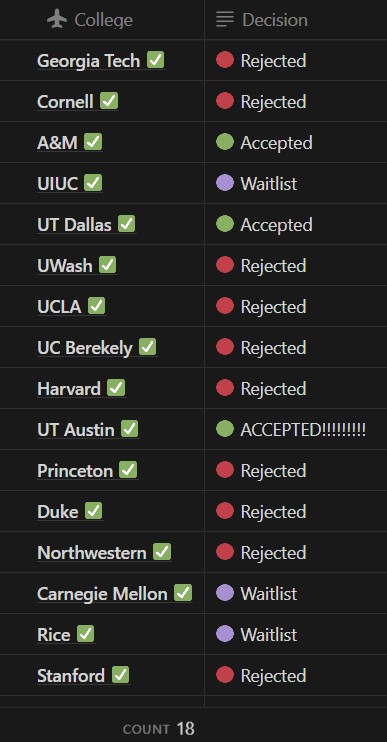 College Decision
Georgia Tech ✅ Rejected
Cornell ✅ Rejected
A&M ✅ Accepted
UIUC ✅ Waitlist
UT Dallas ✅ Accepted
UWash ✅ Rejected
UCLA ✅ Rejected
UC Berekely ✅ Rejected
Harvard ✅ Rejected
UT Austin ✅ ACCEPTED!!!!!!!!!
Princeton ✅ Rejected
Duke ✅ Rejected
Northwestern ✅ Rejected
Carnegie Mellon ✅ Waitlist
Rice ✅ Waitlist
Stanford ✅ Rejected
COUNT 18